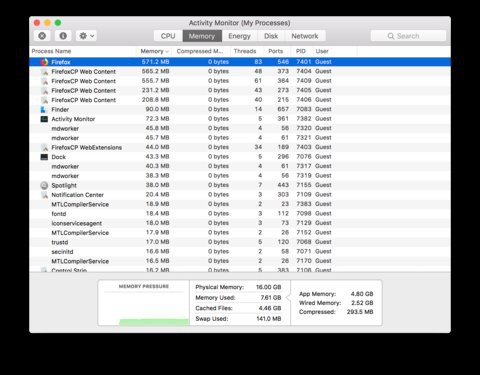 Activity Monitor (My Processes)
CPU Memory Energy Disk Network Search
Process Name Memory Compressed M... Threads Ports PID User
Firefox 571.2 MB 0 bytes 83 546 7401 Guest
FirefoxCP Web Content 565.2 MB 0 bytes 48 373 7404 Guest
FirefoxCP Web Content 555.7 MB 0 bytes 61 364 7409 Guest
FirefoxCP Web Content 231.2 MB 0 bytes 43 273 7405 Guest
FirefoxCP Web Content 208.8 MB 0 bytes 40 215 7406 Guest
Finder 90.0 MB 0 bytes 14 657 7083 Guest
Activity Monitor 72.3 MB 0 bytes 5 361 7382 Guest
mdworker 45.8 MB 0 bytes 4 56 7320 Guest
mdworker 45.7 MB 0 bytes 4 61 7321 Guest
FirefoxCP WebExtensions 44.0 MB 0 bytes 34 189 7403 Guest
Dock 43.3 MB 0 bytes 5 296 7076 Guest
mdworker 40.3 MB 0 bytes 4 61 7317 Guest
mdworker 38.3 MB 0 bytes 4 56 7319 Guest
Spotlight 38.0 MB 0 bytes 7 443 7155 Guest
Notification Center 20.4 MB 0 bytes 3 303 7109 Guest
MTLCompilerService 18.9 MB 0 bytes 2 23 7383 Guest
fontd 18.4 MB 0 bytes 3 112 7098 Guest
iconservicesagent 18.0 MB 0 bytes 3 73 7129 Guest
MTLCompilerService 17.9 MB 0 bytes 2 26 7152 Guest
trustd 17.0 MB 0 bytes 5 120 7068 Guest
secinitd 16.6 MB 0 bytes 2 58 7071 Guest
MTLCompilerService 16.5 MB 0 bytes 2 26 7170 Guest
Control Strip 16.2 MB 0 bytes 5 383 7106 Guest
MEMORY PRESSURE
Physical Memory: 16.00 GB
Memory Used: 7.61 GB
Cached Files: 4.46 GB
Swap Used: 141.0 MB
App Memory: 4.80 GB
Wired Memory: 2.52 GB
Compressed: 293.5 MB